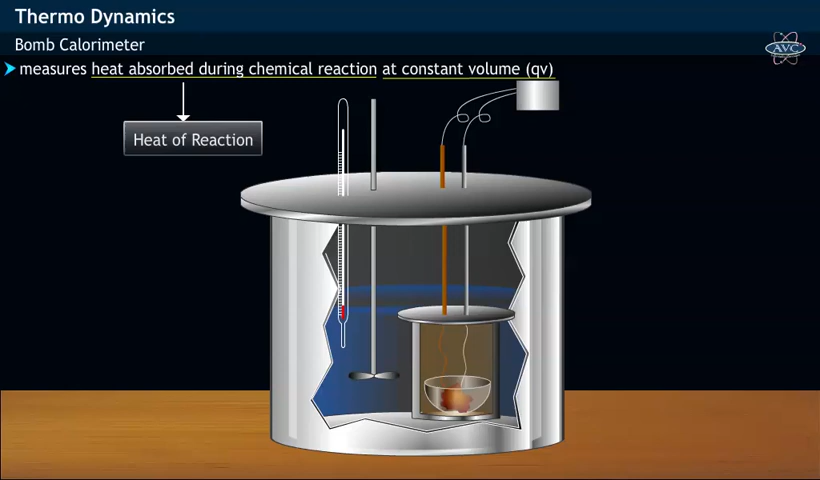 Thermo Dynamics
Bomb Calorimeter
AVC
measures heat absorbed during chemical reaction at constant volume (qv)
Heat of Reaction